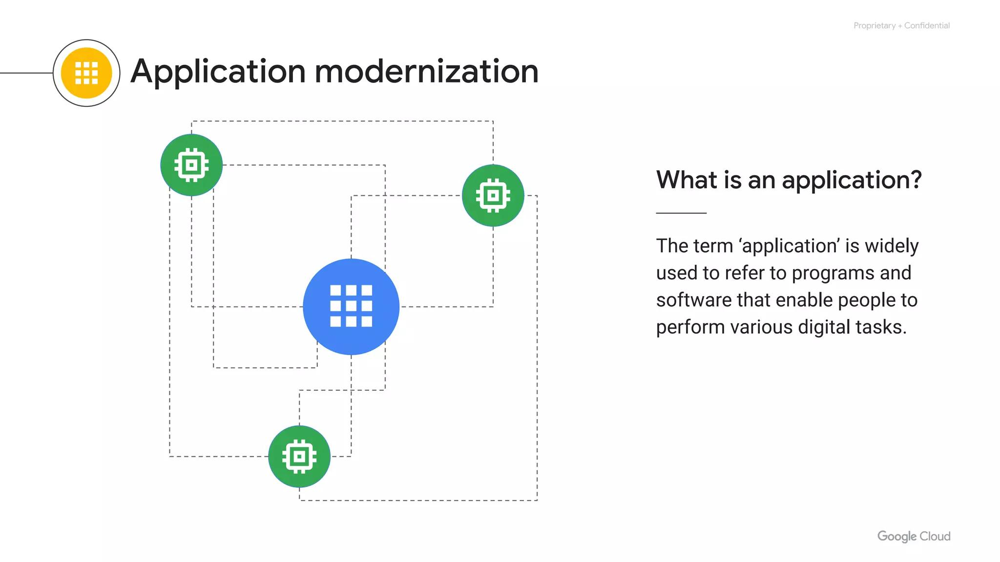 Proprietary + Confidential
Application modernization
What is an application?
The term ‘application’ is widely
used to refer to programs and
software that enable people to
perform various digital tasks.
Google Cloud